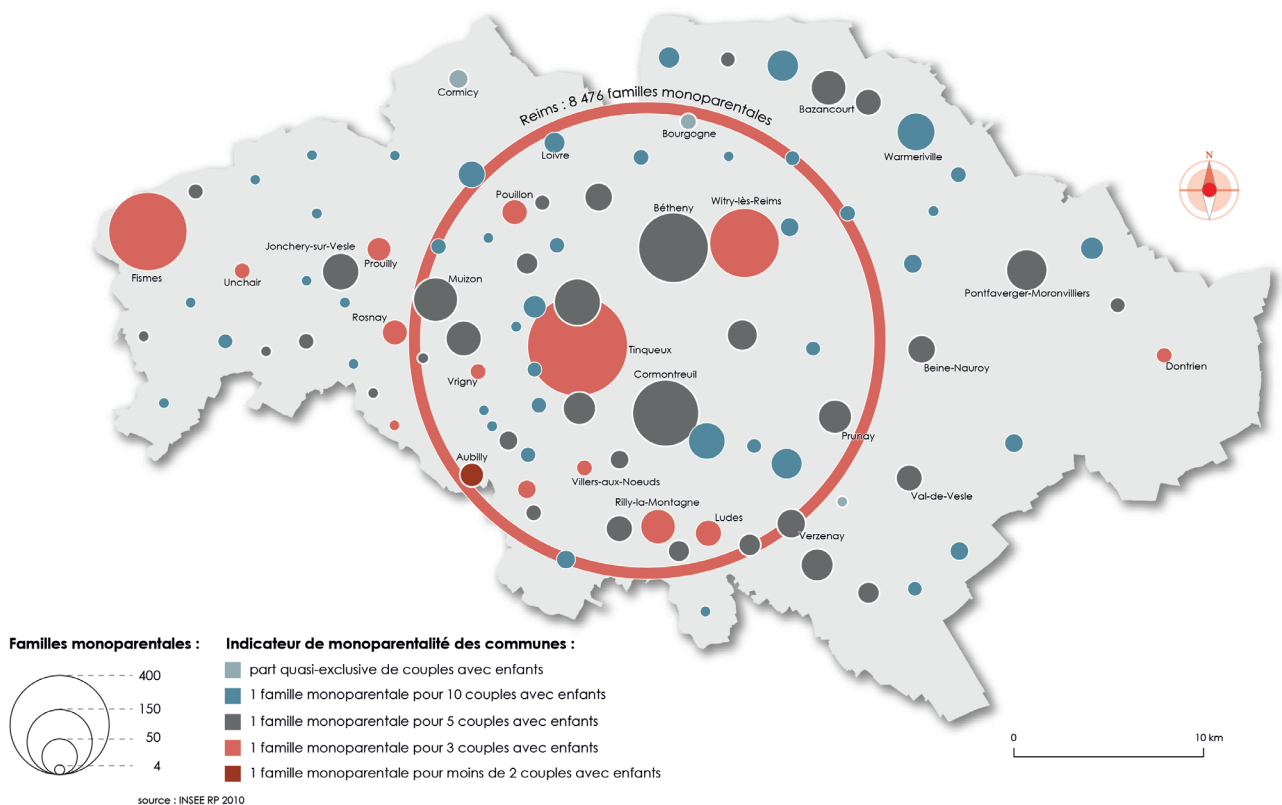 Cormicy
Reims : 8 476 familles monoparentales
Bazancourt
Bourgogne
Warmeriville
Loivre
N
Pouillon
Bétheny
Witry-lès-Reims
Jonchery-sur-Vesle
Prouilly
Fismes
Unchair
Muizon
Pontfaverger-Moronvilliers
Rosnay
Tinqueux
Beine-Nauroy
Dontrien
Vrigny
Cormontreuil
Prunay
Aubilly
Villers-aux-Noeuds
Val-de-Vesle
Rilly-la-Montagne
Ludes
Verzenay
Familles monoparentales :
400
150
50
4
Indicateur de monoparentalité des communes :
part quasi-exclusive de couples avec enfants
1 famille monoparentale pour 10 couples avec enfants
1 famille monoparentale pour 5 couples avec enfants
1 famille monoparentale pour 3 couples avec enfants
1 famille monoparentale pour moins de 2 couples avec enfants
0
10 km
source : INSEE RP 2010